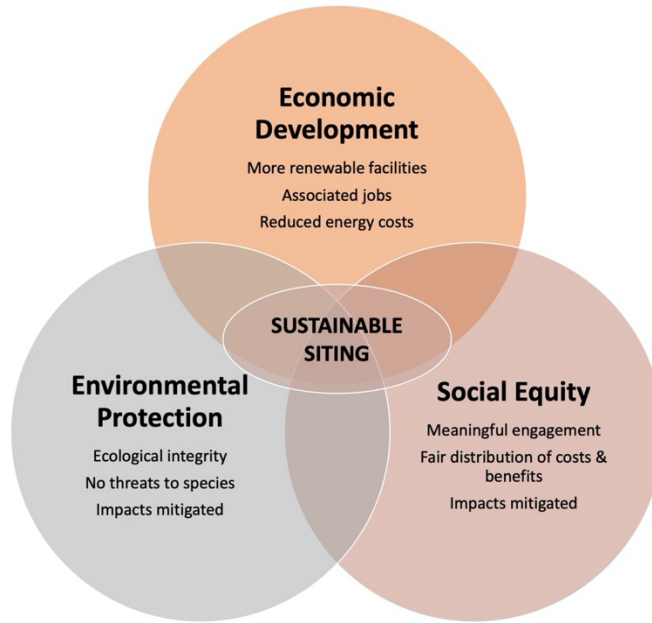 Economic
Development
More renewable facilities
Associated jobs
Reduced energy costs
SUSTAINABLE
SITING
Environmental
Protection
Ecological integrity
No threats to species
Impacts mitigated
Social Equity
Meaningful engagement
Fair distribution of costs &
benefits
Impacts mitigated